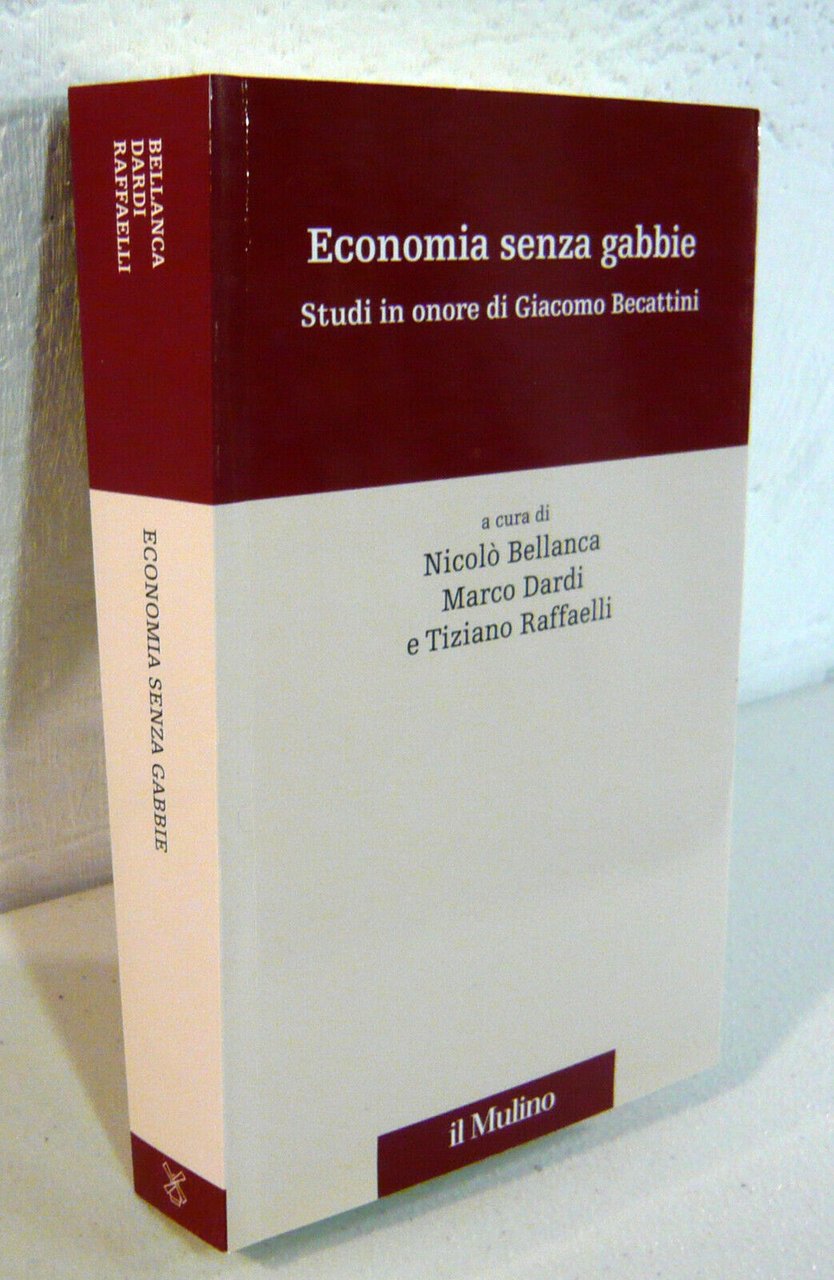 BELLANCA
DARDI
RAFFAELLI
ECONOMIA SENZA GABBIE
Economia senza gabbie
Studi in onore di Giacomo Becattini
a cura di
Nicolò Bellanca
Marco Dardi
e Tiziano Raffaelli
il Mulino